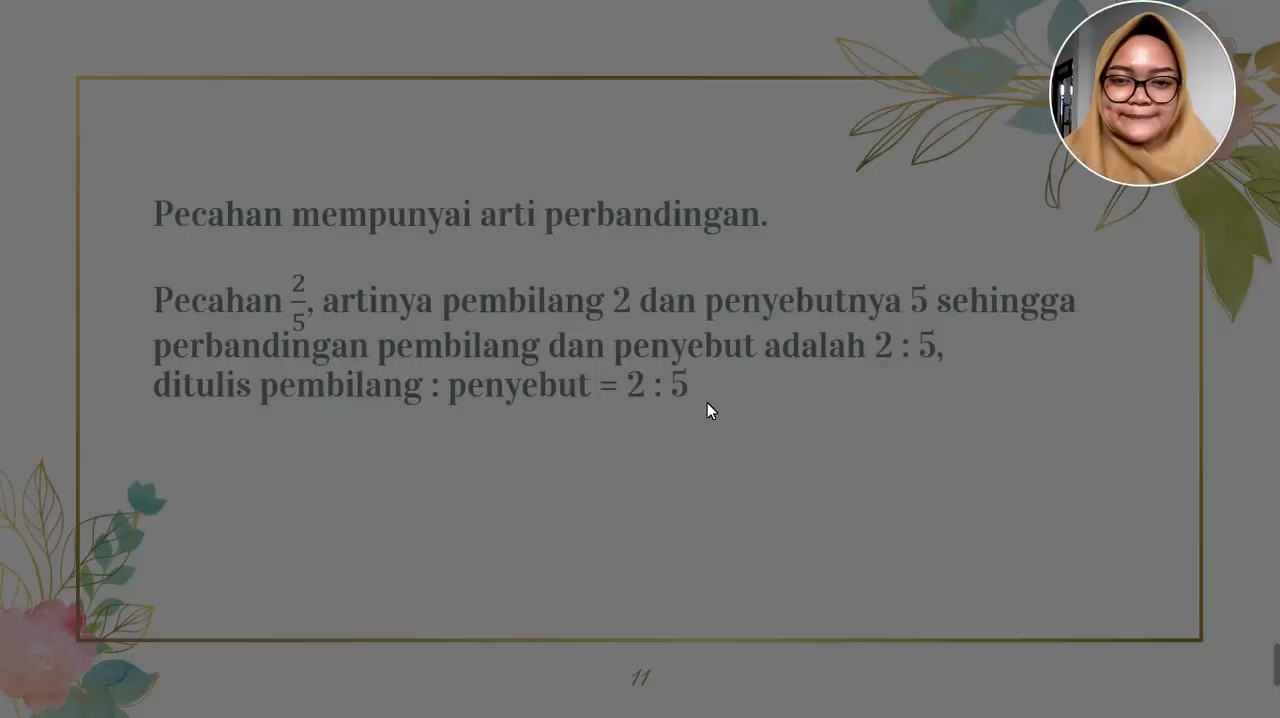 Pecahan mempunyai arti perbandingan.
Pecahan 2/5, artinya pembilang 2 dan penyebutnya 5 sehingga
perbandingan pembilang dan penyebut adalah 2 : 5,
ditulis pembilang : penyebut = 2 : 5
11